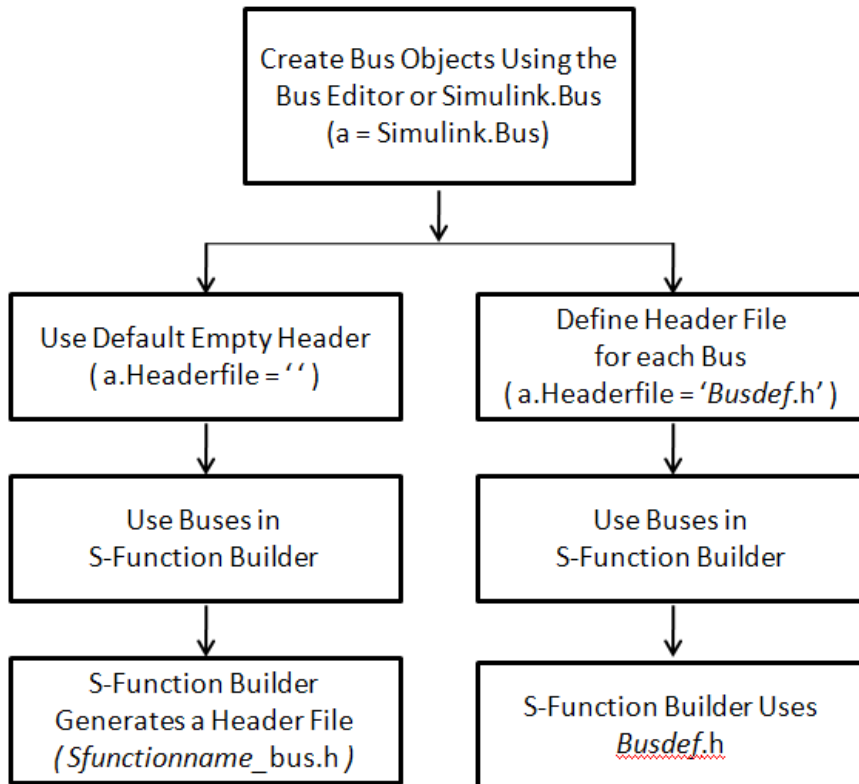 Create Bus Objects Using the
Bus Editor or Simulink.Bus
(a = Simulink.Bus)
Use Default Empty Header
( a.Headerfile = ‘ ‘ )
Define Header File
for each Bus
( a.Headerfile = ‘Busdef.h’ )
Use Buses in
S-Function Builder
Use Buses in
S-Function Builder
S-Function Builder
Generates a Header File
( Sfunctionname_bus.h )
S-Function Builder Uses
Busdef.h